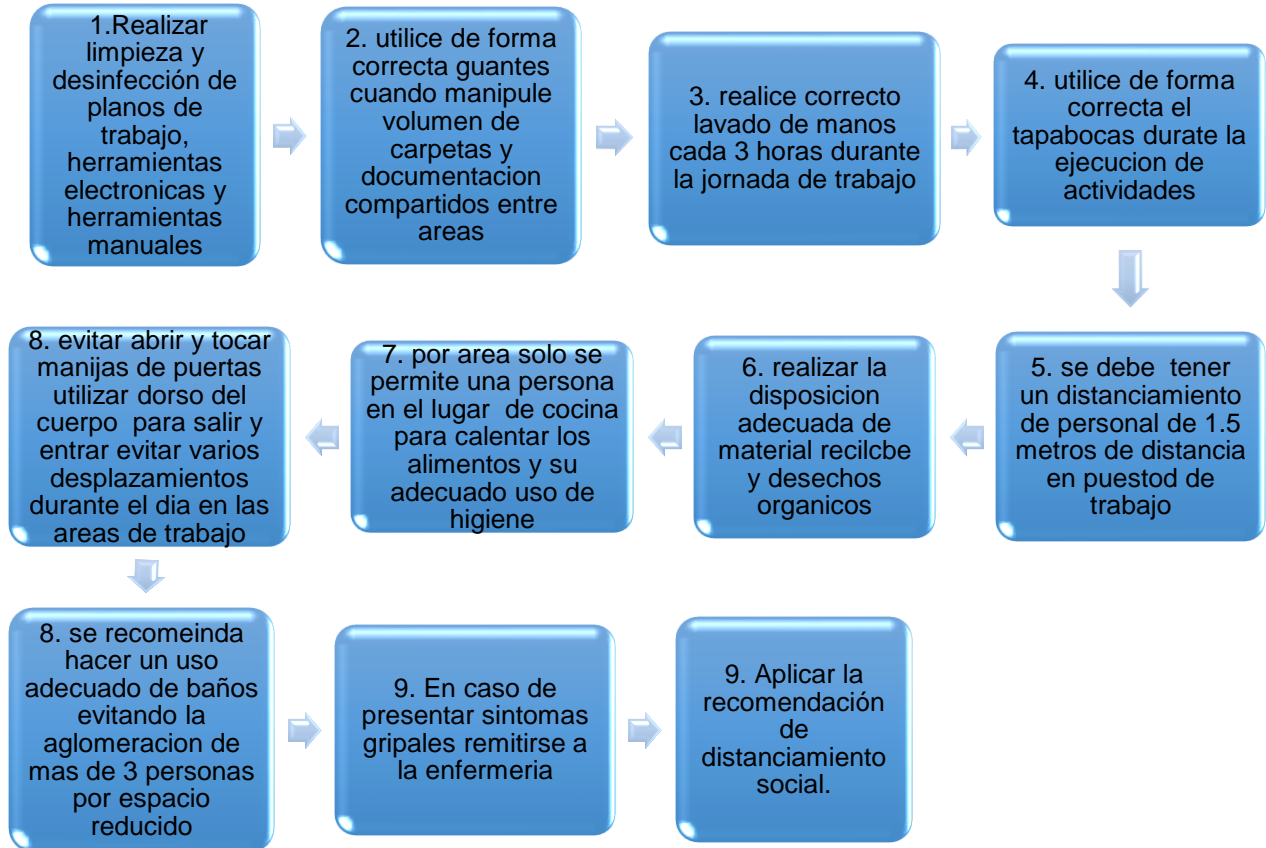 1.Realizar
limpieza y
desinfección de
planos de
trabajo,
herramientas
electronicas y
herramientas
manuales
2. utilice de forma
correcta guantes
cuando manipule
volumen de
carpetas y
documentacion
compartidos entre
areas
3. realice correcto
lavado de manos
cada 3 horas durante
la jornada de trabajo
4. utilice de forma
correcta el
tapabocas durate la
ejecucion de
actividades
5. se debe tener
un distanciamiento
de personal de 1.5
metros de distancia
en puestod de
trabajo
6. realizar la
disposicion
adecuada de
material recilcbe
y desechos
organicos
7. por area solo se
permite una persona
en el lugar de cocina
para calentar los
alimentos y su
adecuado uso de
higiene
8. evitar abrir y tocar
manijas de puertas
utilizar dorso del
cuerpo para salir y
entrar evitar varios
desplazamientos
durante el dia en las
areas de trabajo
8. se recomeinda
hacer un uso
adecuado de baños
evitando la
aglomeracion de
mas de 3 personas
por espacio
reducido
9. En caso de
presentar sintomas
gripales remitirse a
la enfermeria
9. Aplicar la
recomendación
de
distanciamiento
social.